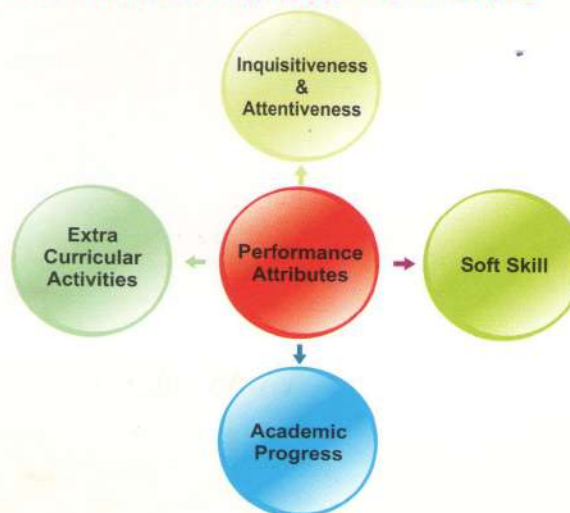 Inquisitiveness
&
Attentiveness
Extra
Curricular
Activities
Performance
Attributes
Soft Skill
Academic
Progress